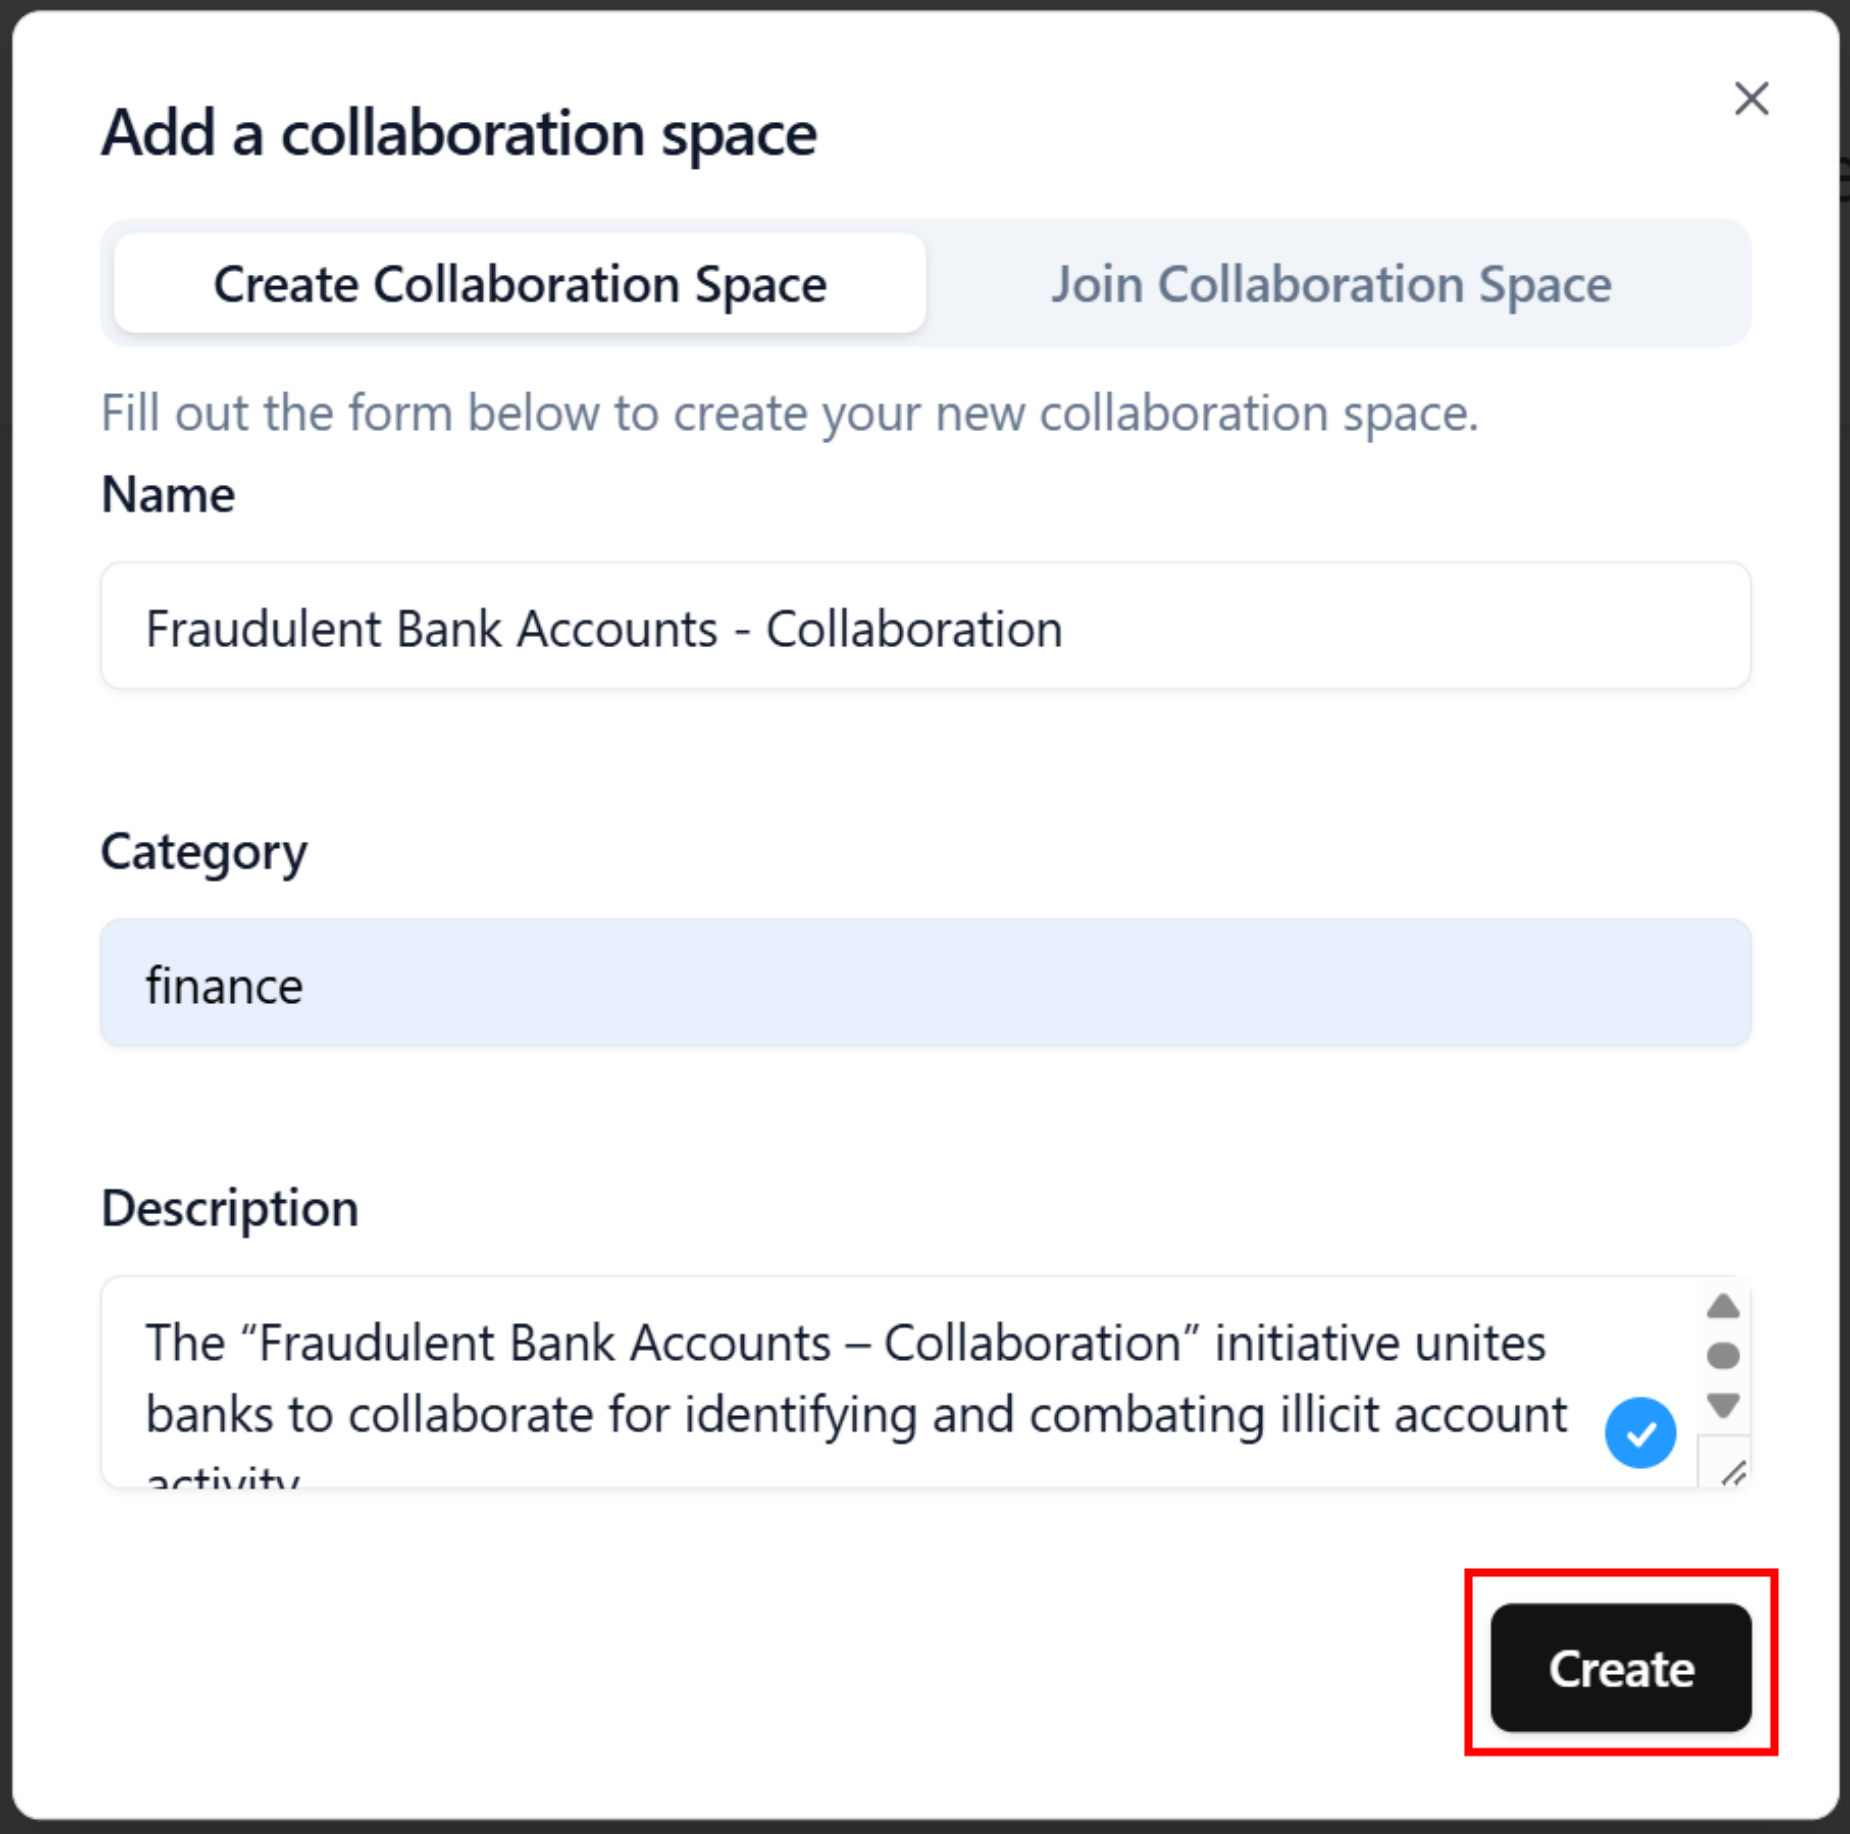 Add a collaboration space
Create Collaboration Space
Join Collaboration Space
Fill out the form below to create your new collaboration space.
Name
Fraudulent Bank Accounts - Collaboration
Category
finance
Description
The “Fraudulent Bank Accounts – Collaboration” initiative unites
banks to collaborate for identifying and combating illicit account
activity
Create